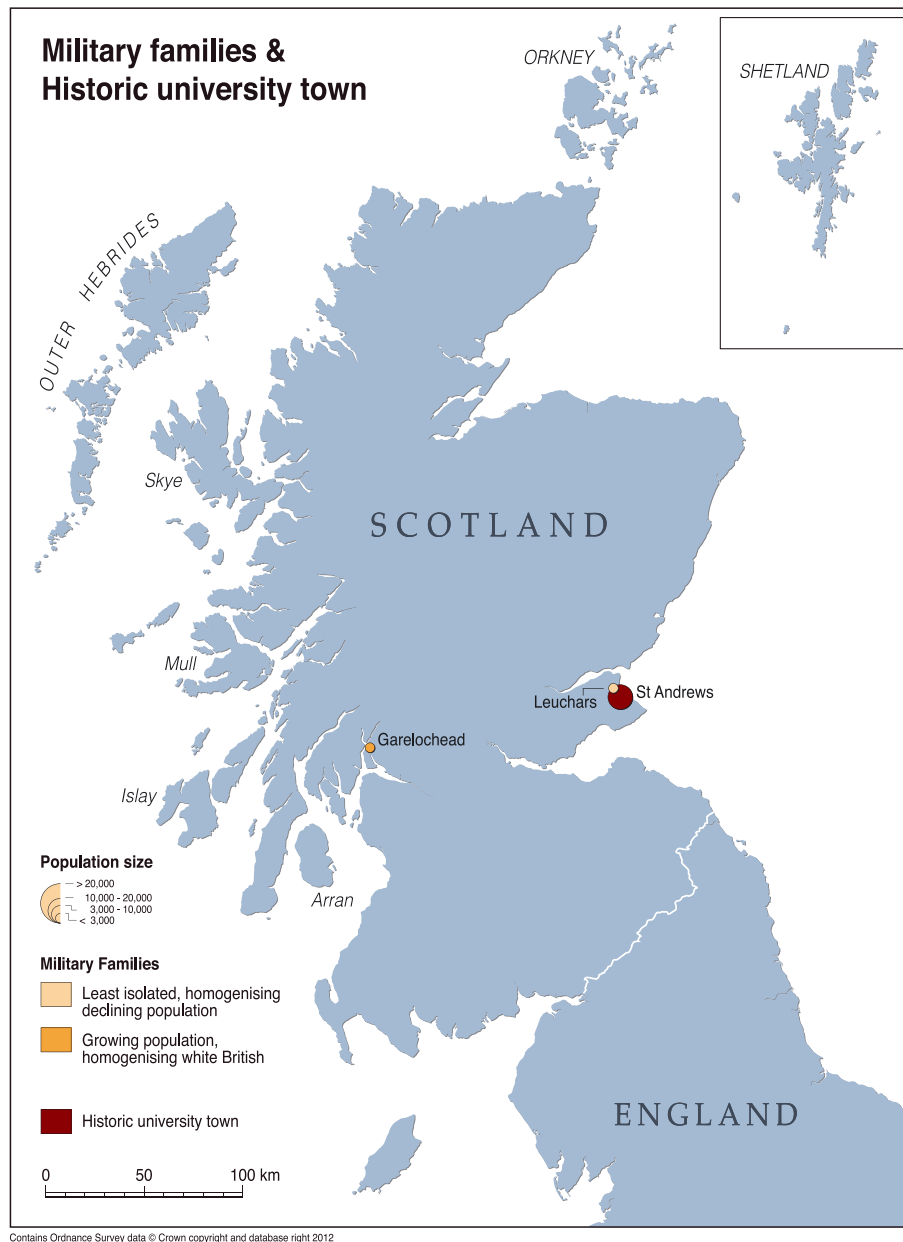 Military families &
Historic university town
ORKNEY
SHETLAND
OUTER HEBRIDES
Skye
SCOTLAND
Mull
Leuchars
St Andrews
Garelochhead
Islay
Arran
Population size
> 20,000
10,000 - 20,000
3,000 - 10,000
< 3,000
Military Families
Least isolated, homogenising
declining population
Growing population,
homogenising white British
Historic university town
ENGLAND
0 50 100 km
Contains Ordnance Survey data © Crown copyright and database right 2012